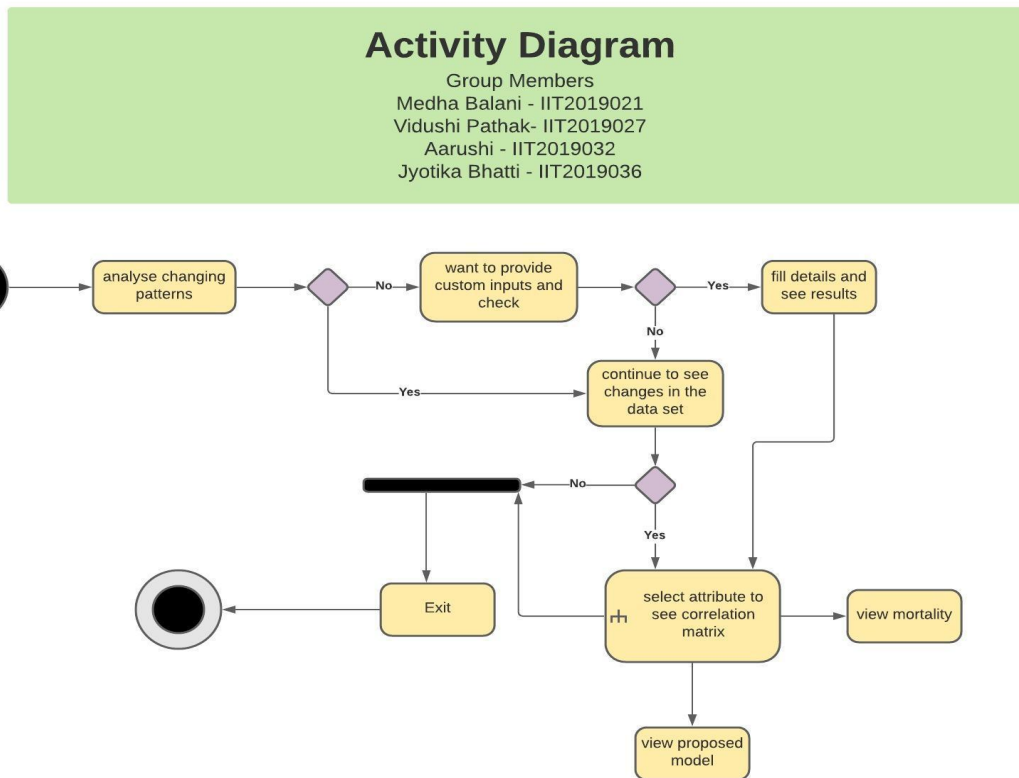 Activity Diagram
Group Members
Medha Balani - IIT2019021
Vidushi Pathak- IIT2019027
Aarushi - IIT2019032
Jyotika Bhatti - IIT2019036
analyse changing
patterns
No
want to provide
custom inputs and
check
Yes
fill details and
see results
No
Yes
continue to see
changes in the
data set
No
Yes
Exit
select attribute to
see correlation
matrix
view mortality
view proposed
model